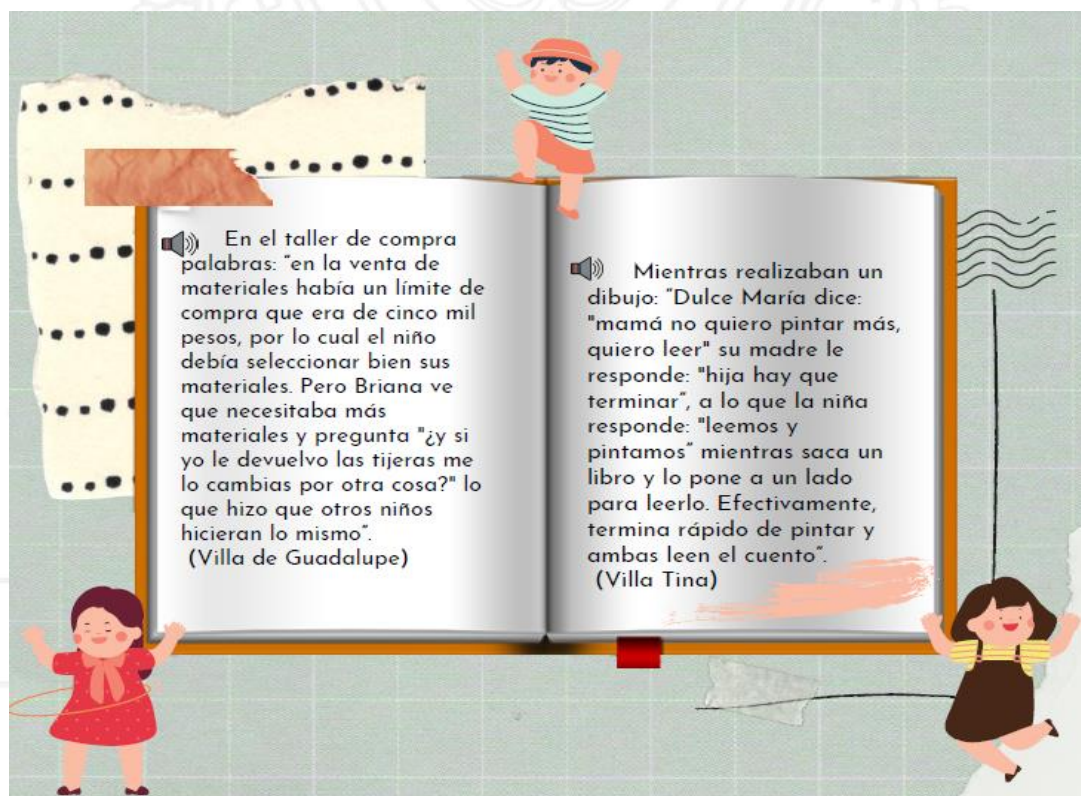 En el taller de compra
palabras: “en la venta de
materiales había un límite de
compra que era de cinco mil
pesos, por lo cual el niño
debía seleccionar bien sus
materiales. Pero Briana ve
que necesitaba más
materiales y pregunta "¿y si
yo le devuelvo las tijeras me
lo cambias por otra cosa?" lo
que hizo que otros niños
hicieran lo mismo”.
(Villa de Guadalupe)
Mientras realizaban un
dibujo: “Dulce María dice:
"mamá no quiero pintar más,
quiero leer" su madre le
responde: "hija hay que
terminar”, a lo que la niña
responde: "leemos y
pintamos” mientras saca un
libro y lo pone a un lado
para leerlo. Efectivamente,
termina rápido de pintar y
ambas leen el cuento”.
(Villa Tina)